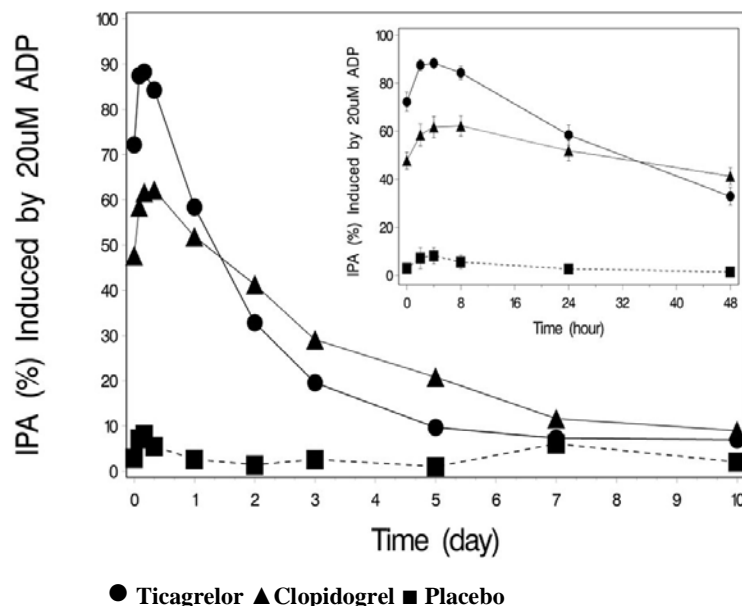 IPA (%) Induced by 20uM ADP
100
90
80
70
60
50
40
30
20
10
0
0 1 2 3 4 5 6 7 8 9 10
Time (day)
IPA (%) Induced by 20uM ADP
100
80
60
40
20
0
0 8 16 24 32 40 48
Time (hour)
● Ticagrelor ▲ Clopidogrel ■ Placebo